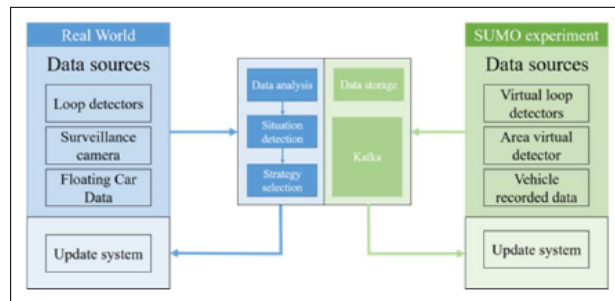 Real World
Data sources
Loop detectors
Surveillance
camera
Floating Car
Data
Update system
Data analysis
Situation
detection
Strategy
selection
Data storage
Kafka
SUMO experiment
Data sources
Virtual loop
detectors
Area virtual
detector
Vehicle
recorded data
Update system